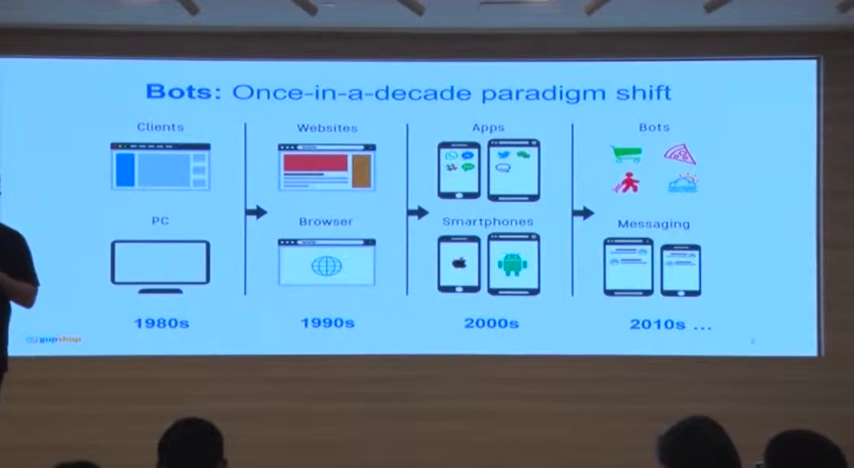 Bots: Once-in-a-decade paradigm shift
Clients
Websites
Apps
Bots
PC
Browser
Smartphones
Messaging
1980s
1990s
2000s
2010s ...
gupshup